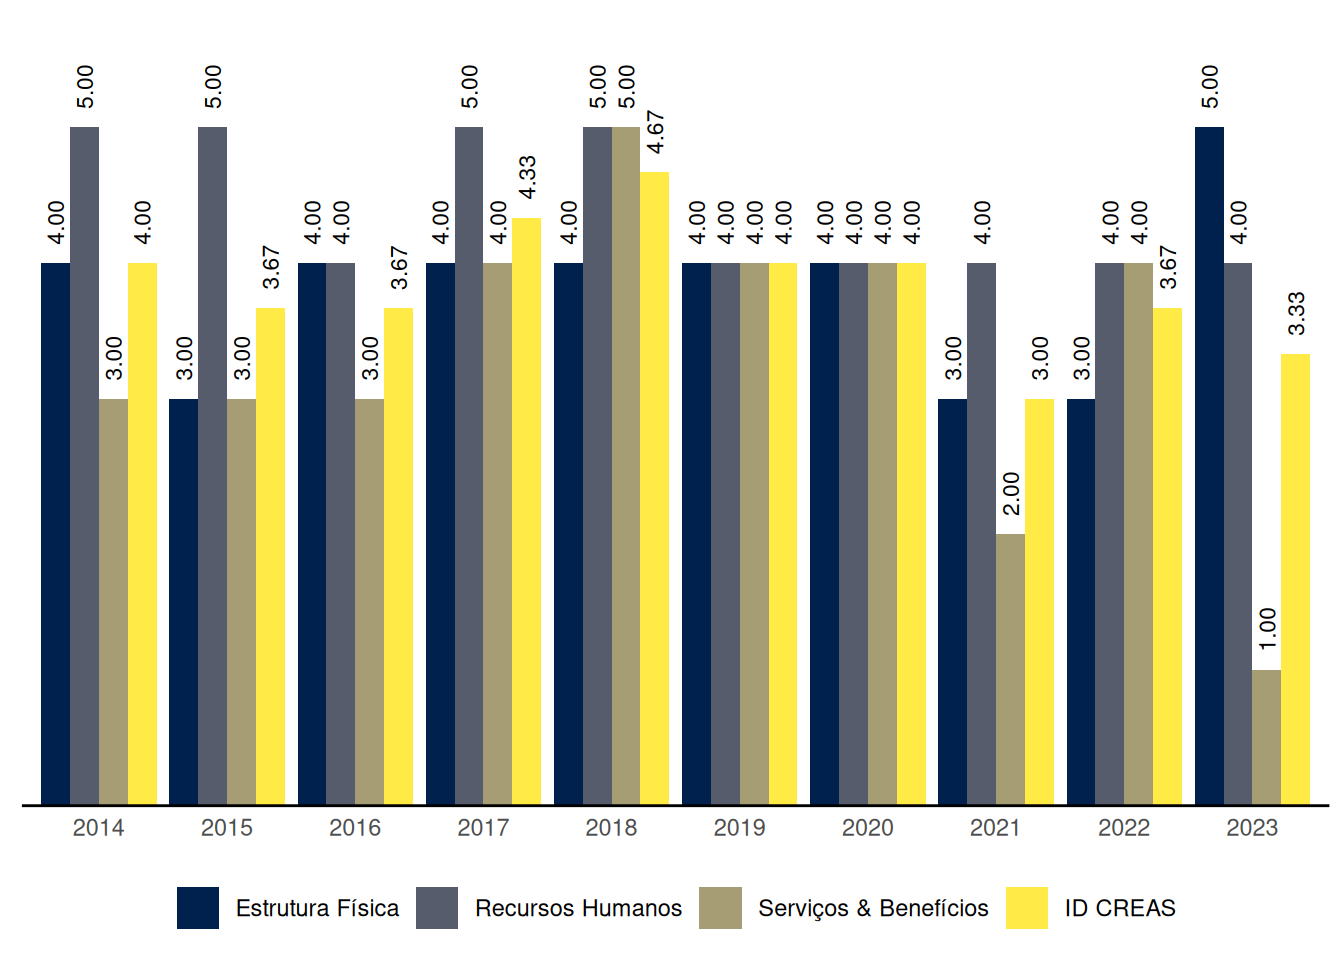 4.00 5.00 3.00 4.00
3.00 5.00 3.00 3.67
4.00 4.00 3.00 3.67
4.00 5.00 4.00 4.33
4.00 5.00 5.00 4.67
4.00 4.00 4.00 4.00
4.00 4.00 4.00 4.00
3.00 4.00 2.00 3.00
3.00 4.00 4.00 3.67
5.00 4.00 1.00 3.33
2014 2015 2016 2017 2018 2019 2020 2021 2022 2023
Estrutura Física Recursos Humanos Serviços & Benefícios ID CREAS